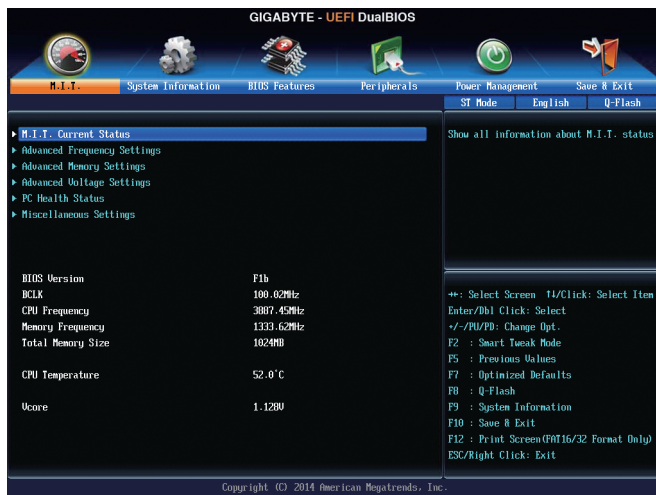 GIGABYTE - UEFI DualBIOS
M.I.T. System Information BIOS Features Peripherals Power Management Save & Exit
ST Mode English Q-Flash
M.I.T. Current Status
Advanced Frequency Settings
Advanced Memory Settings
Advanced Voltage Settings
PC Health Status
Miscellaneous Settings
Show all information about M.I.T. status
BIOS Version F1b
BCLK 100.02MHz
CPU Frequency 3887.45MHz
Memory Frequency 1333.62MHz
Total Memory Size 1024MB
CPU Temperature 52.0°C
Vcore 1.128V
→←: Select Screen ↑↓/Click: Select Item
Enter/Dbl Click: Select
+/-/PU/PD: Change Opt.
F2 : Smart Tweak Mode
F5 : Previous Values
F7 : Optimized Defaults
F8 : Q-Flash
F9 : System Information
F10 : Save & Exit
F12 : Print Screen(FAT16/32 Format Only)
ESC/Right Click: Exit
Copyright (C) 2014 American Megatrends, Inc.